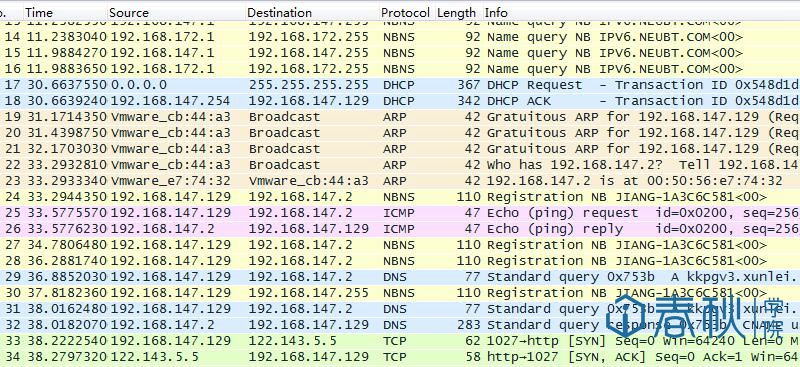 o. Time Source Destination Protocol Length Info
14 11.2383040 192.168.172.1 192.168.172.255 NBNS 92 Name query NB IPV6.NEUBT.COM<00>
15 11.9884270 192.168.147.1 192.168.147.255 NBNS 92 Name query NB IPV6.NEUBT.COM<00>
16 11.9883650 192.168.172.1 192.168.172.255 NBNS 92 Name query NB IPV6.NEUBT.COM<00>
17 30.6637550 0.0.0.0 255.255.255.255 DHCP 367 DHCP Request - Transaction ID 0x548d1d
18 30.6639240 192.168.147.254 192.168.147.129 DHCP 342 DHCP ACK - Transaction ID 0x548d1d
19 31.1714350 Vmware_cb:44:a3 Broadcast ARP 42 Gratuitous ARP for 192.168.147.129 (Req
20 31.4398750 Vmware_cb:44:a3 Broadcast ARP 42 Gratuitous ARP for 192.168.147.129 (Req
21 32.1703030 Vmware_cb:44:a3 Broadcast ARP 42 Gratuitous ARP for 192.168.147.129 (Req
22 33.2932810 Vmware_cb:44:a3 Broadcast ARP 42 Who has 192.168.147.2? Tell 192.168.14
23 33.2933340 Vmware_e7:74:32 Vmware_cb:44:a3 ARP 42 192.168.147.2 is at 00:50:56:e7:74:32
24 33.2944350 192.168.147.129 192.168.147.2 NBNS 110 Registration NB JIANG-1A3C6C581<00>
25 33.5775570 192.168.147.129 192.168.147.2 ICMP 47 Echo (ping) request id=0x0200, seq=256
26 33.5776230 192.168.147.2 192.168.147.129 ICMP 47 Echo (ping) reply id=0x0200, seq=256
27 34.7806480 192.168.147.129 192.168.147.2 NBNS 110 Registration NB JIANG-1A3C6C581<00>
28 36.2881740 192.168.147.129 192.168.147.2 NBNS 110 Registration NB JIANG-1A3C6C581<00>
29 36.8852030 192.168.147.129 192.168.147.2 DNS 77 Standard query 0x753b A kkpgv3.xunlei.
30 37.8182360 192.168.147.129 192.168.147.255 NBNS 110 Registration NB JIANG-1A3C6C581<00>
31 38.0162480 192.168.147.129 192.168.147.2 DNS 77 Standard query 0x753b A kkpgv3.xunlei.
32 38.0182070 192.168.147.2 192.168.147.129 DNS 283 Standard query response 0x753b CNAME
33 38.2222540 192.168.147.129 122.143.5.5 TCP 62 1027→http [SYN] Seq=0 Win=64240 Len=0 M
34 38.2797320 122.143.5.5 192.168.147.129 TCP 58 http→1027 [SYN, ACK] Seq=0 Ack=1 Win=64
春秋学院